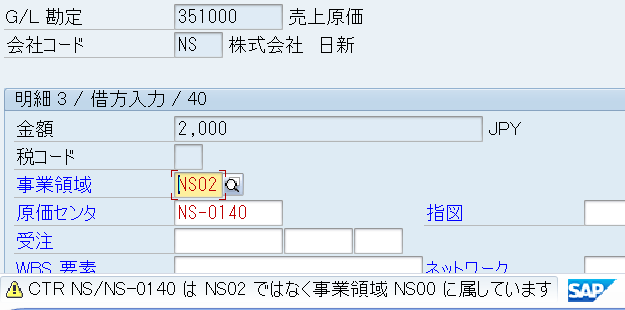 G/L 勘定 351000 売上原価
会社コード NS 株式会社 日新
明細 3 / 借方入力 / 40
金額 2,000 JPY
税コード
事業領域 NS02
原価センタ NS-0140 指図
受注
WBS 要素 ネットワーク
CTR NS/NS-0140 は NS02 ではなく事業領域 NS00 に属しています SAP